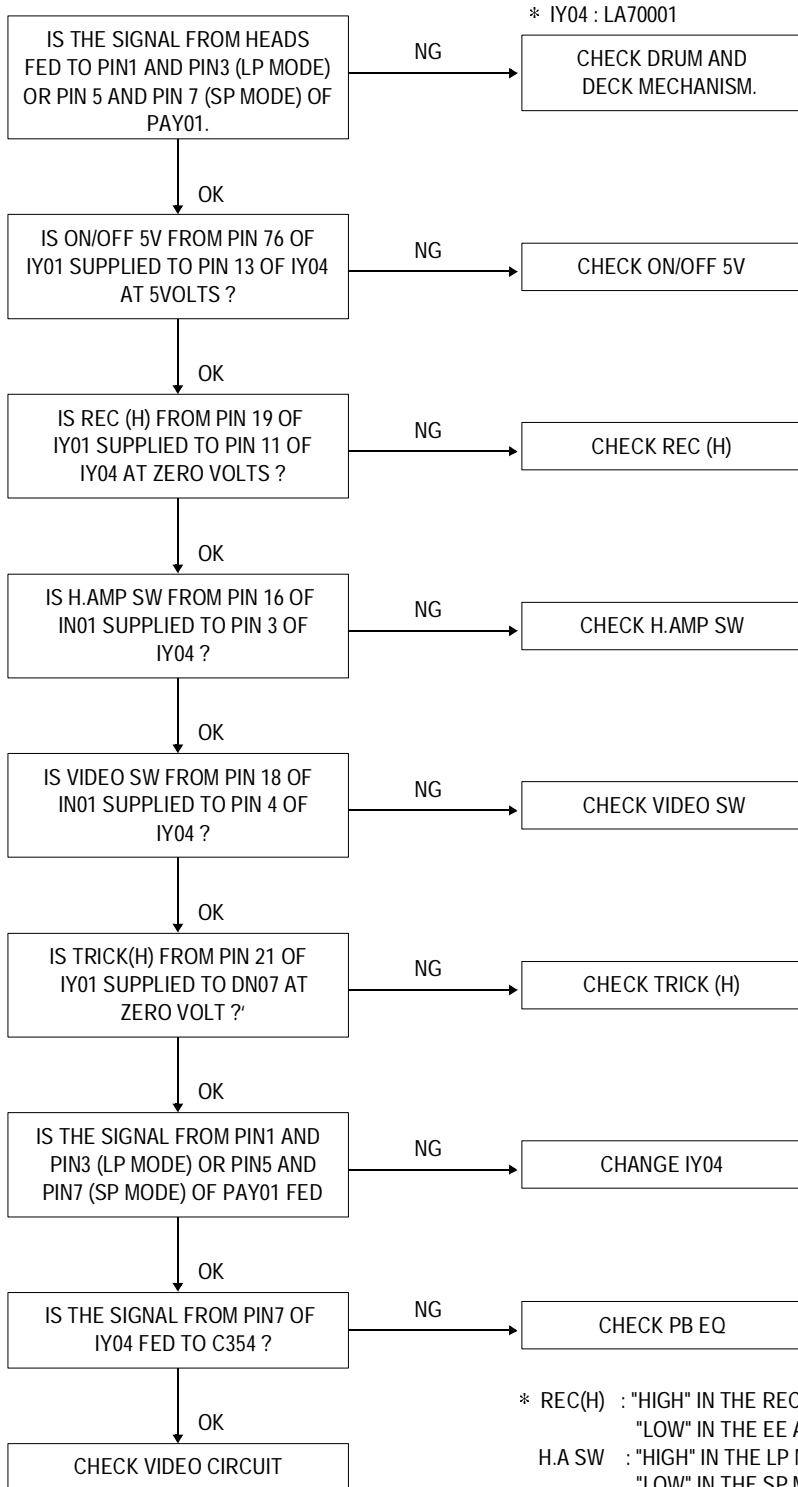 * IY04 : LA70001
IS THE SIGNAL FROM HEADS
FED TO PIN1 AND PIN3 (LP MODE)
OR PIN 5 AND PIN 7 (SP MODE) OF
PAY01.
NG
CHECK DRUM AND
DECK MECHANISM.
OK
IS ON/OFF 5V FROM PIN 76 OF
IY01 SUPPLIED TO PIN 13 OF IY04
AT 5VOLTS ?
NG
CHECK ON/OFF 5V
OK
IS REC (H) FROM PIN 19 OF
IY01 SUPPLIED TO PIN 11 OF
IY04 AT ZERO VOLTS ?
NG
CHECK REC (H)
OK
IS H.AMP SW FROM PIN 16 OF
IN01 SUPPLIED TO PIN 3 OF
IY04 ?
NG
CHECK H.AMP SW
OK
IS VIDEO SW FROM PIN 18 OF
IN01 SUPPLIED TO PIN 4 OF
IY04 ?
NG
CHECK VIDEO SW
OK
IS TRICK(H) FROM PIN 21 OF
IY01 SUPPLIED TO DN07 AT
ZERO VOLT ?'
NG
CHECK TRICK (H)
OK
IS THE SIGNAL FROM PIN1 AND
PIN3 (LP MODE) OR PIN5 AND
PIN7 (SP MODE) OF PAY01 FED
NG
CHANGE IY04
OK
IS THE SIGNAL FROM PIN7 OF
IY04 FED TO C354 ?
NG
CHECK PB EQ
OK
CHECK VIDEO CIRCUIT
* REC(H) : "HIGH" IN THE REC
"LOW" IN THE EE
H.A SW : "HIGH" IN THE LP
"LOW" IN THE SP